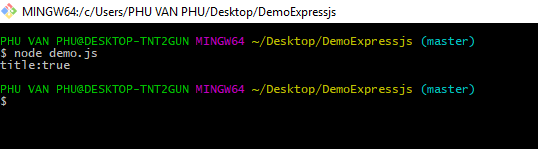 MINGW64:/c/Users/PHU VAN PHU/Desktop/DemoExpressjs
PHU VAN PHU@DESKTOP-TNT2GUN MINGW64 ~/Desktop/DemoExpressjs (master)
$ node demo.js
title:true
PHU VAN PHU@DESKTOP-TNT2GUN MINGW64 ~/Desktop/DemoExpressjs (master)
$